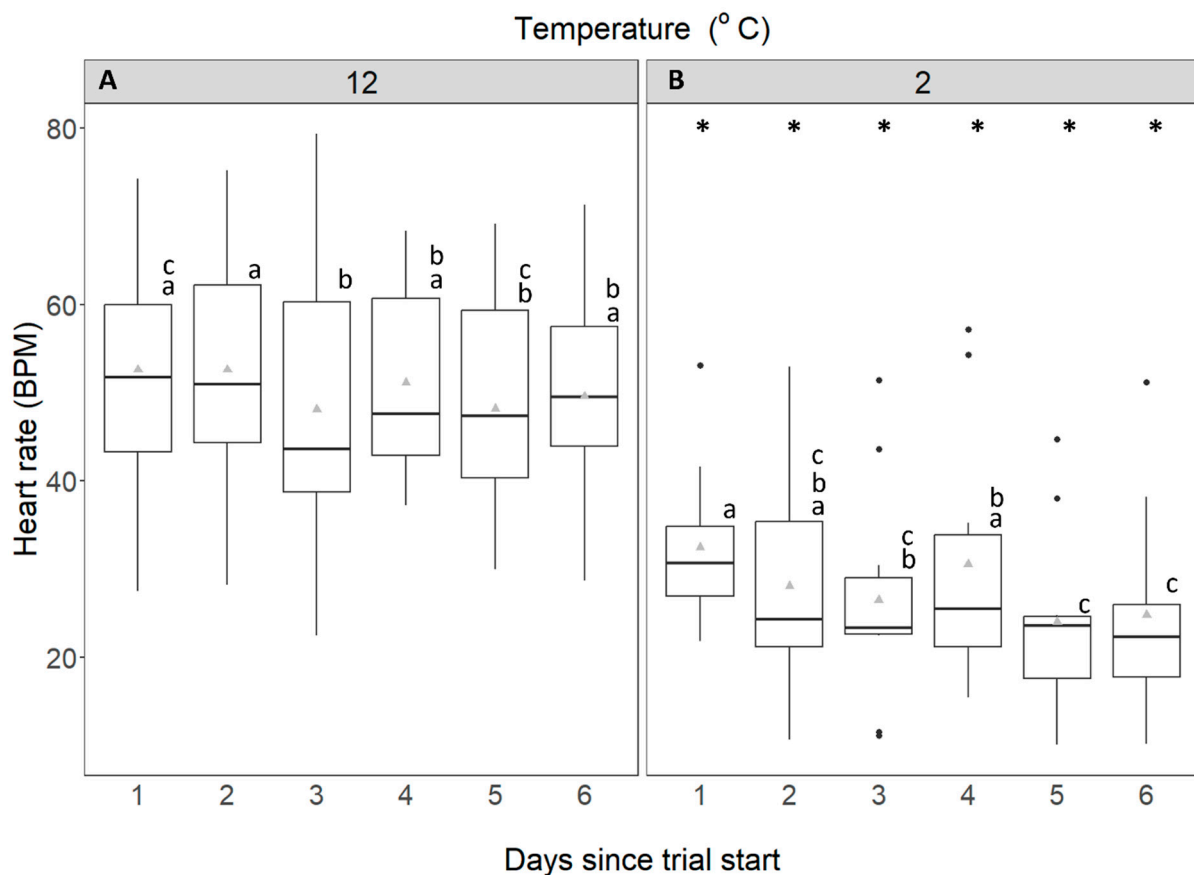 Temperature (° C)
A 12
B 2
Heart rate (BPM)
80
60
40
20
c
a
a
b
b
a
c
b
b
a
* * * * * *
a
c
b
a
c
b
b
a
c
c
1 2 3 4 5 6
1 2 3 4 5 6
Days since trial start